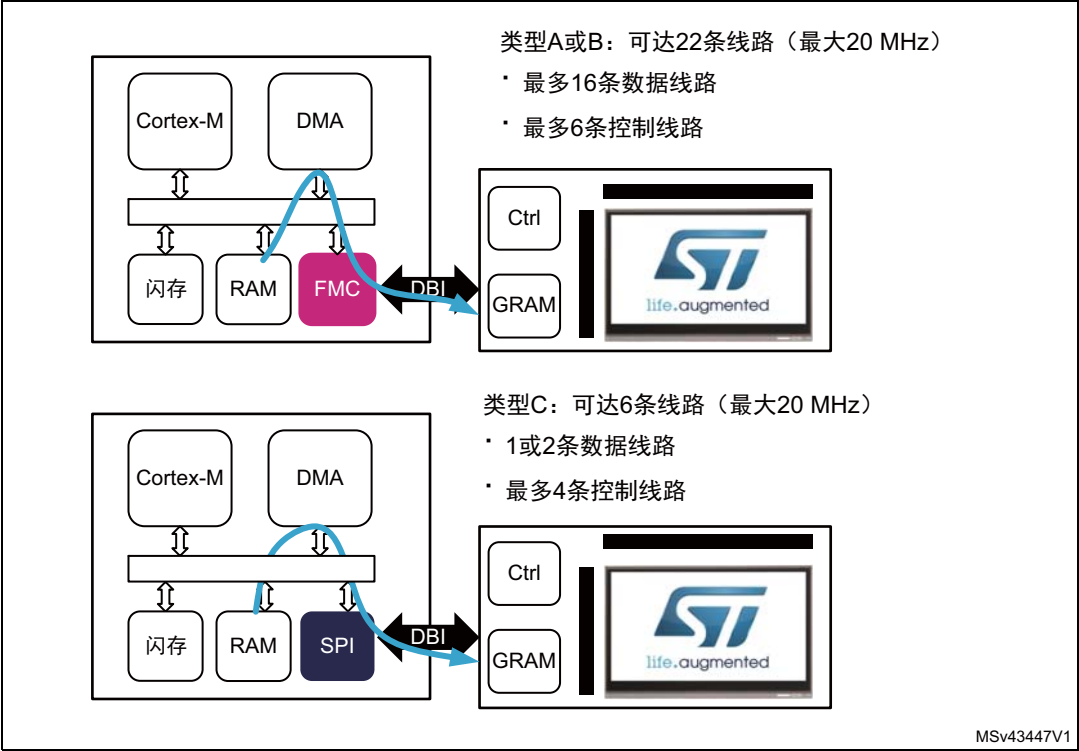 类型A或B：可达22条线路（最大20 MHz）
· 最多16条数据线路
· 最多6条控制线路
Cortex-M
DMA
闪存
RAM
FMC
DBI
Ctrl
GRAM
life.augmented
类型C：可达6条线路（最大20 MHz）
· 1或2条数据线路
· 最多4条控制线路
Cortex-M
DMA
闪存
RAM
SPI
DBI
Ctrl
GRAM
life.augmented
MSv43447V1